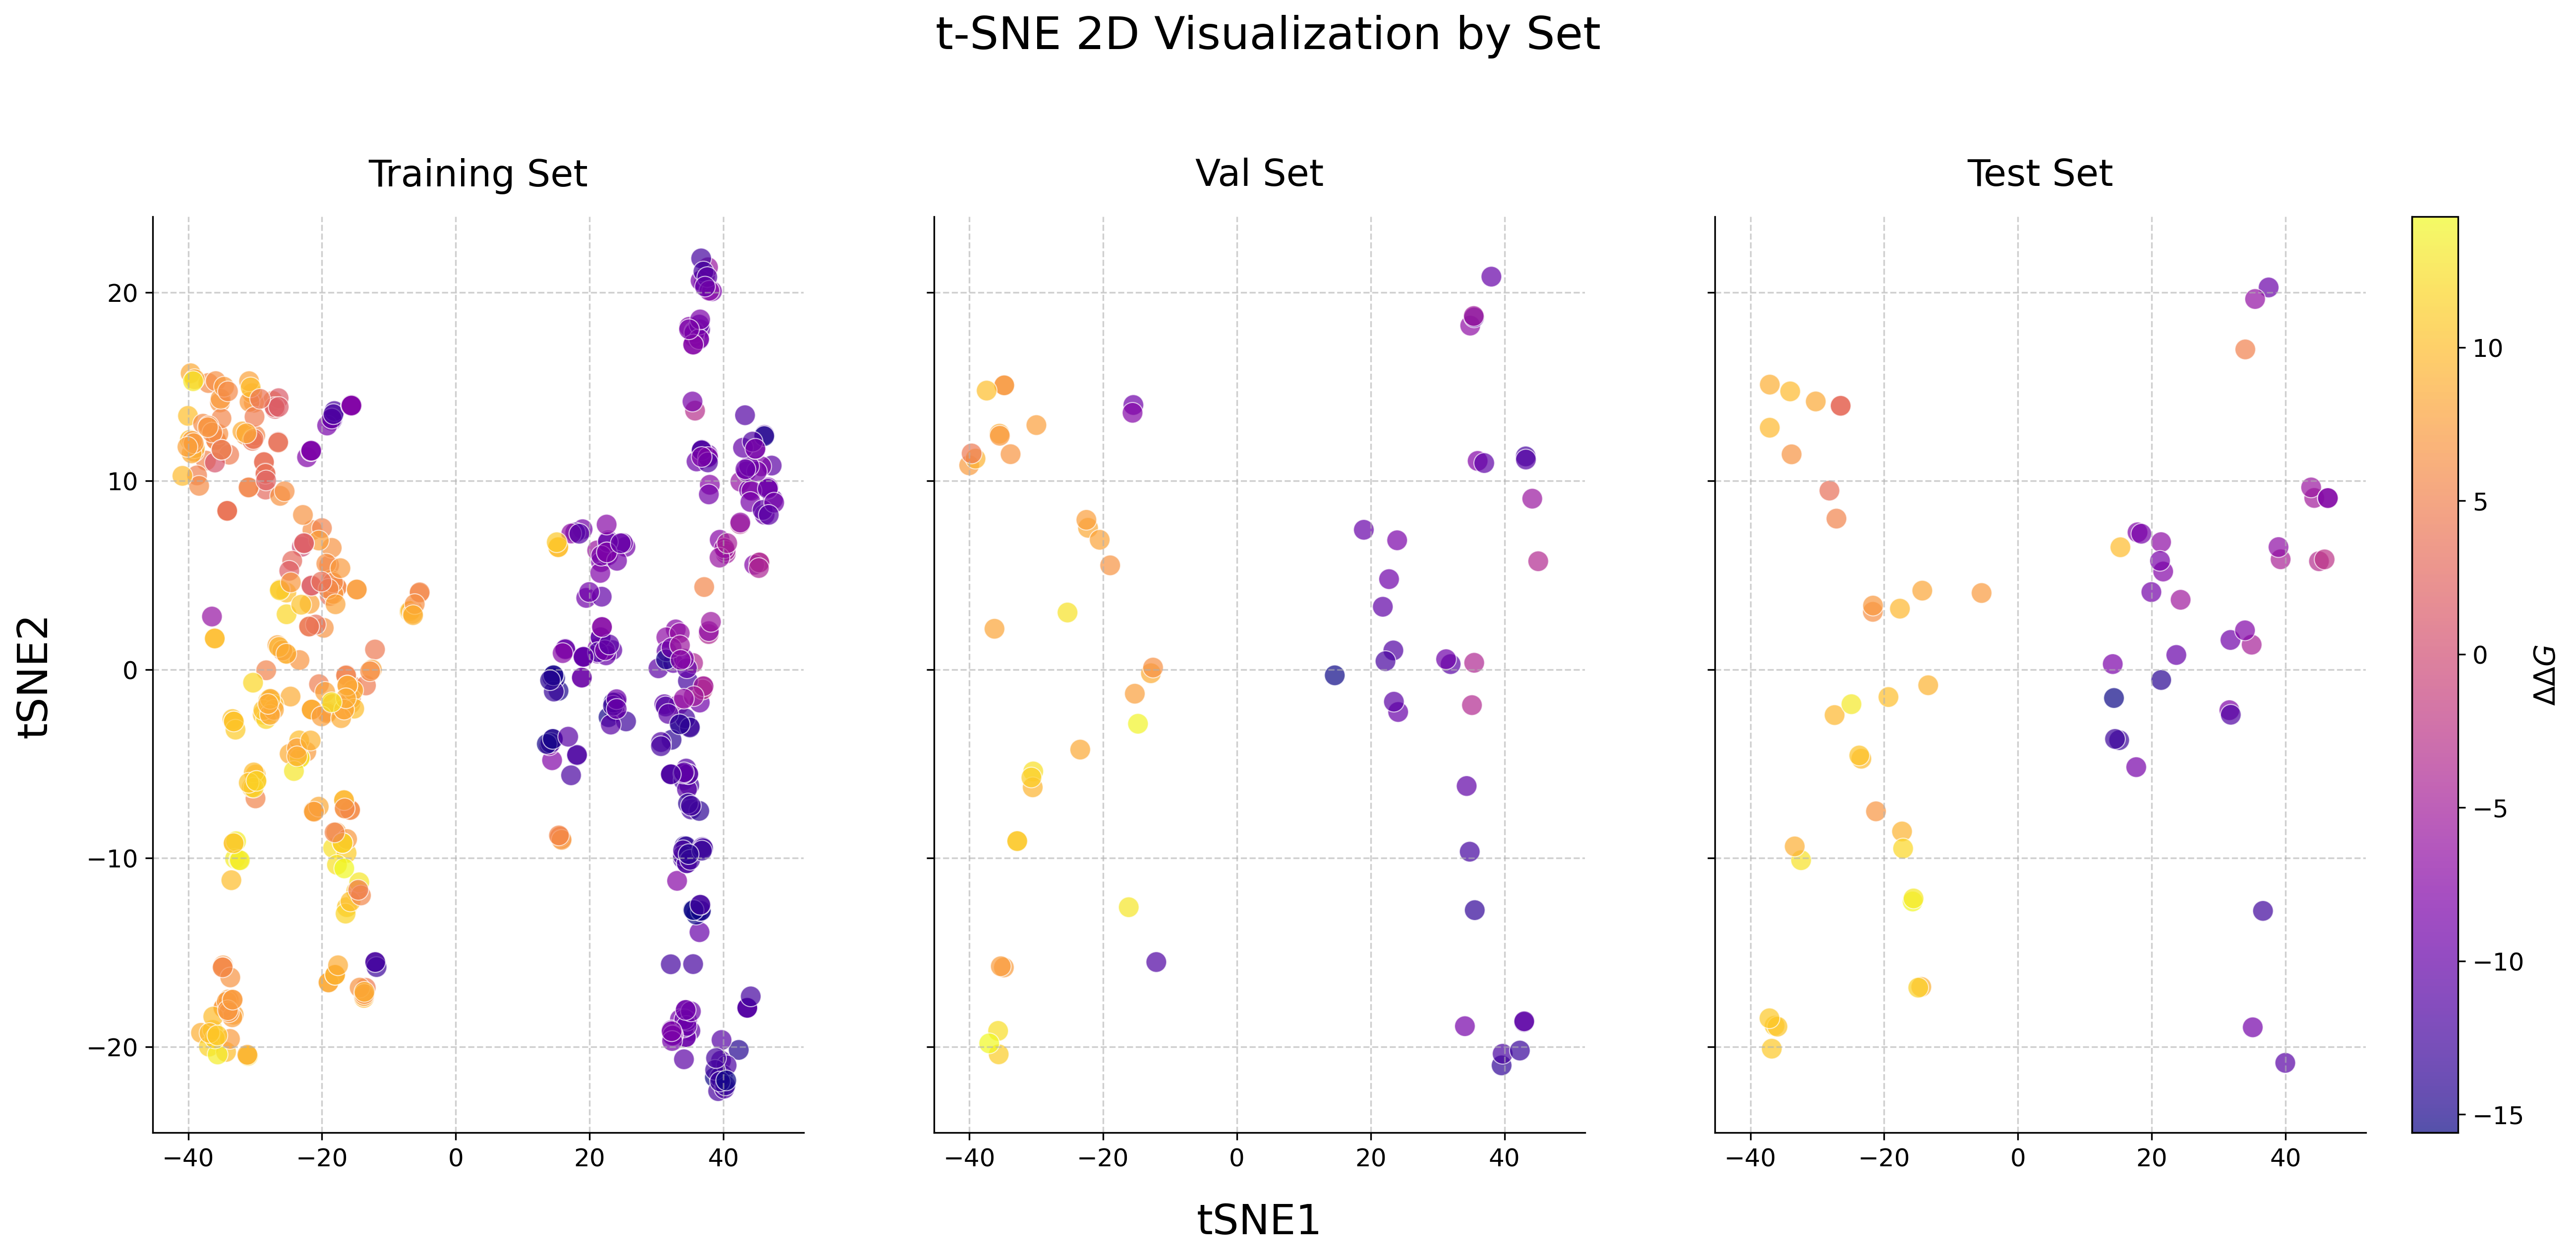 t-SNE 2D Visualization by Set
Training Set
Val Set
Test Set
tSNE2
20
10
0
−10
−20
−40 −20 0 20 40
−40 −20 0 20 40
−40 −20 0 20 40
tSNE1
10
5
0
−5
−10
−15
ΔΔG